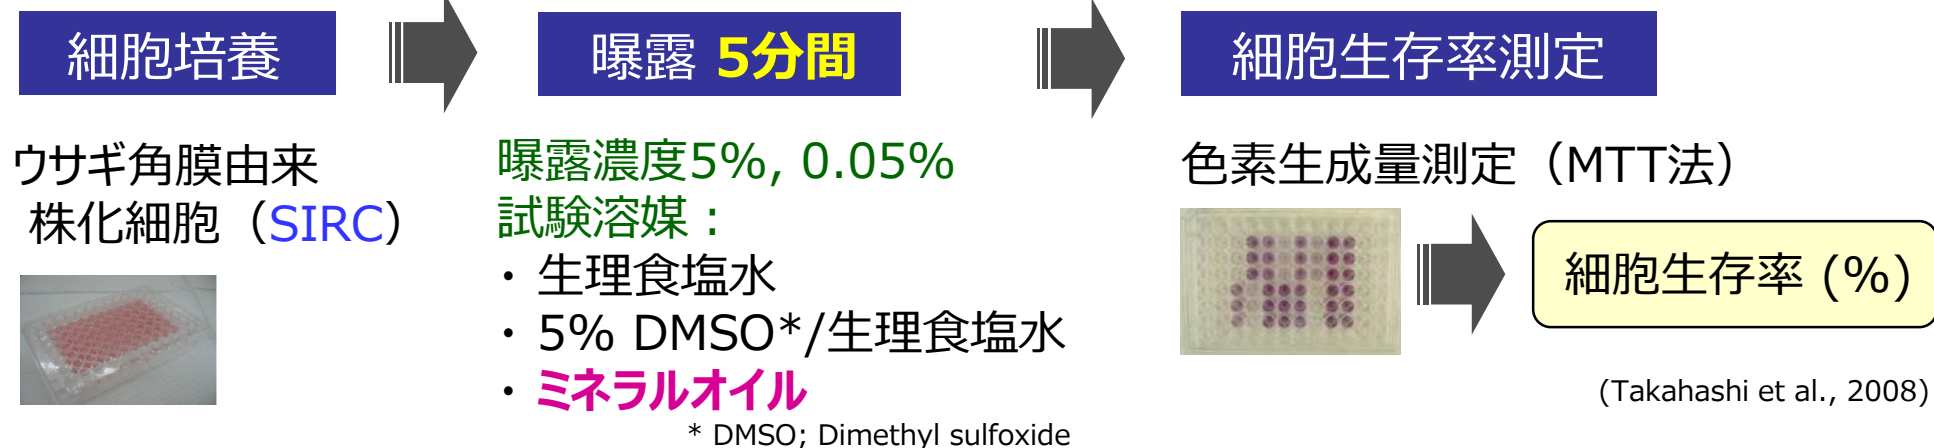 細胞培養
曝露 5分間
細胞生存率測定
ウサギ角膜由来
株化細胞（SIRC）
曝露濃度5%, 0.05%
試験溶媒：
・ 生理食塩水
・ 5% DMSO*/生理食塩水
・ ミネラルオイル
* DMSO; Dimethyl sulfoxide
色素生成量測定（MTT法）
細胞生存率 (%)
(Takahashi et al., 2008)